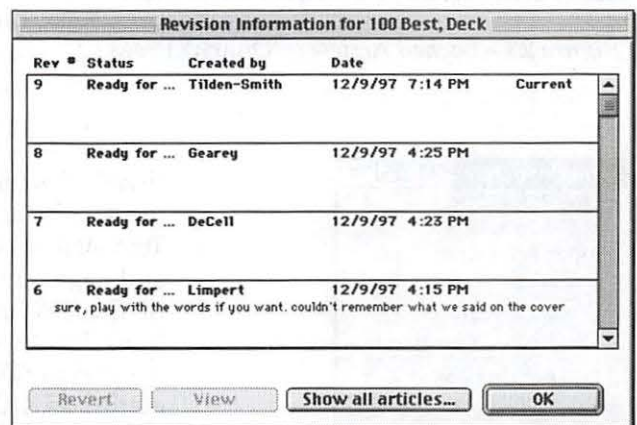 Revision Information for 100 Best, Deck
Rev # Status Created by Date
9 Ready for ... Tilden-Smith 12/9/97 7:14 PM Current
8 Ready for ... Gearey 12/9/97 4:25 PM
7 Ready for ... DeCell 12/9/97 4:23 PM
6 Ready for ... Limpert 12/9/97 4:15 PM
sure, play with the words if you want. couldn't remember what we said on the cover
Revert View Show all articles... OK